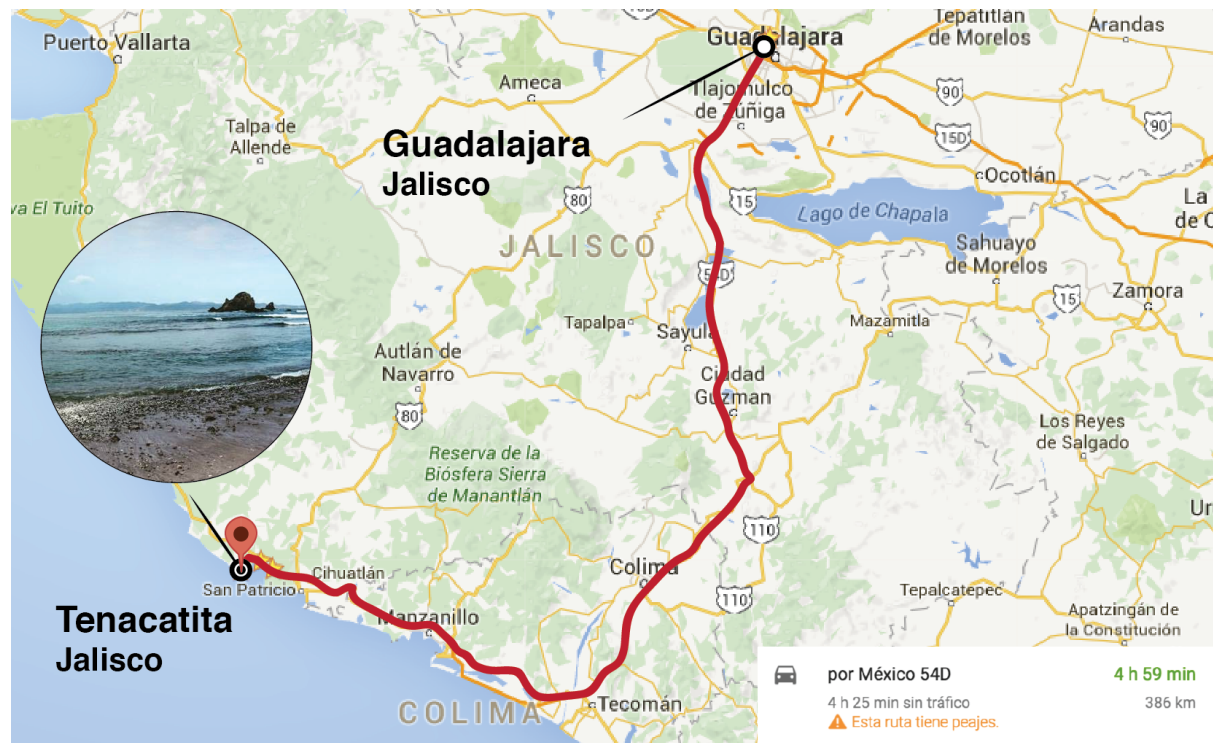 Puerto Vallarta
Guadalajara
Tepatitlan
de Morelos
Arandas
Ameca
Tlajomulco
de Zúñiga
90
90
Talpa de
Allende
Guadalajara
Jalisco
15D
Ocotlán
80
15
La
de
va El Tuito
Lago de Chapala
JALISCO
Sahuayo
de Morelos
54D
15
Zamora
Tapalpa
Sayula
Mazamitla
Autlán de
Navarro
Ciudad
Guzman
80
Los Reyes
de Salgado
Reserva de la
Biósfera Sierra
de Manantlán
Ur
110
Colima
Cihuatlán
San Patricio
110
Tepalcatepec
Manzanillo
Apatzingán de
la Constitución
Tenacatita
Jalisco
Tecomán
COLIMA
por México 54D
4 h 59 min
4 h 25 min sin tráfico
386 km
Esta ruta tiene peajes.